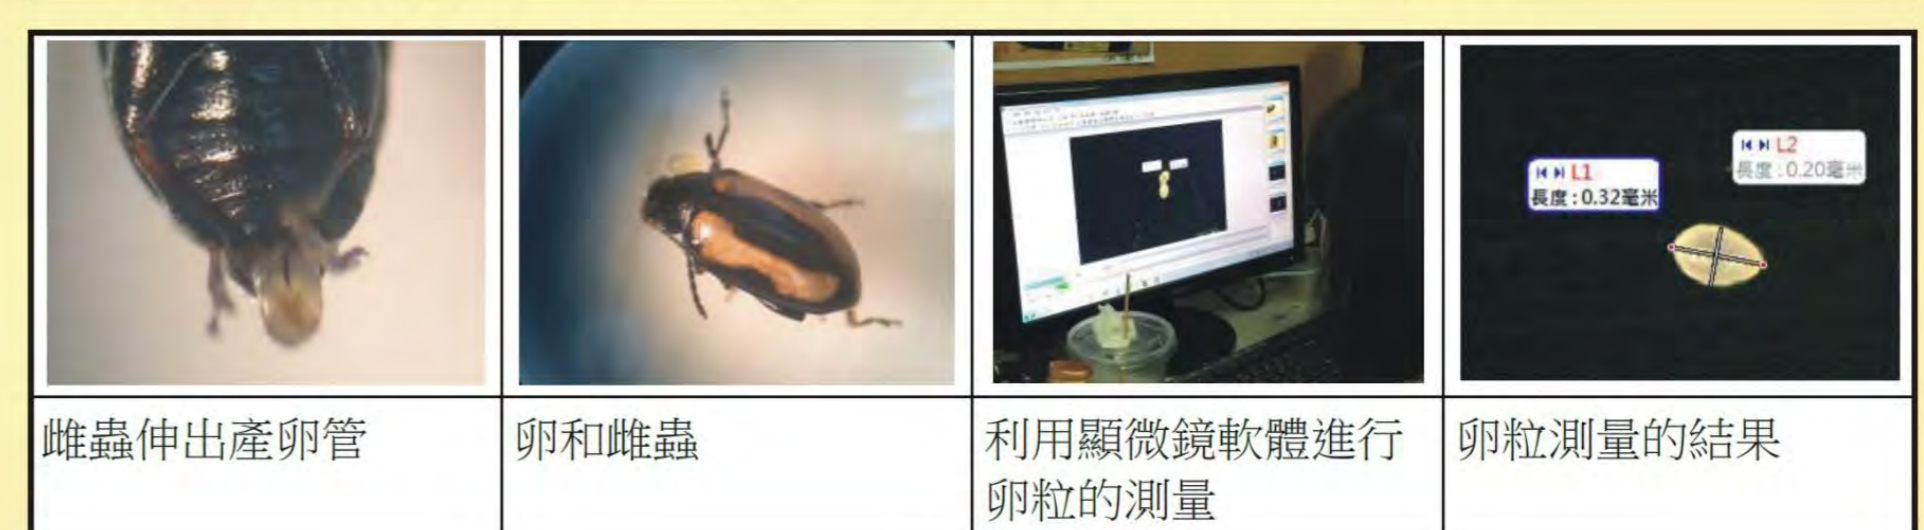 L1
長度 : 0.32毫米
L2
長度 : 0.20毫米
雌蟲伸出產卵管
卵和雌蟲
利用顯微鏡軟體進行
卵粒的測量
卵粒測量的結果